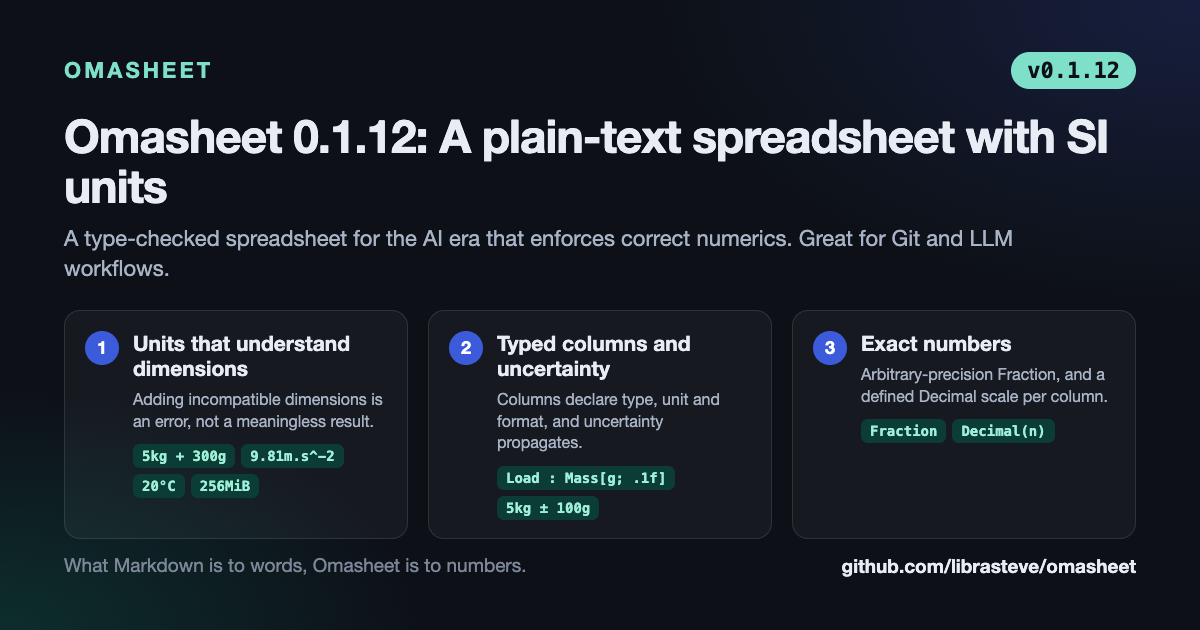 OMASHEET
v0.1.12
Omasheet 0.1.12: A plain-text spreadsheet with SI
units
A type-checked spreadsheet for the AI era that enforces correct numerics. Great for Git and LLM
workflows.
1
Units that understand
dimensions
Adding incompatible dimensions is
an error, not a meaningless result.
5kg + 300g
9.81m.s^−2
20°C
256MiB
2
Typed columns and
uncertainty
Columns declare type, unit and
format, and uncertainty
propagates.
Load : Mass[g; .1f]
5kg ± 100g
3
Exact numbers
Arbitrary-precision Fraction, and a
defined Decimal scale per column.
Fraction
Decimal(n)
What Markdown is to words, Omasheet is to numbers.
github.com/librasteve/omasheet